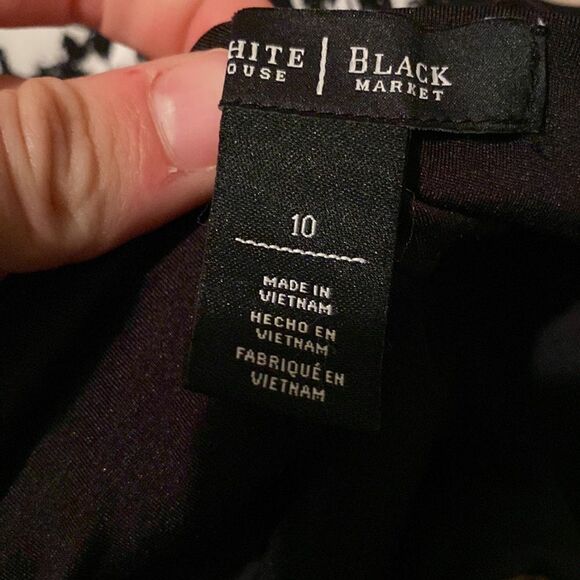 HITE | BLACK
OUSE MARKET
10
MADE IN
VIETNAM
HECHO EN
VIETNAM
FABRIQUÉ EN
VIETNAM